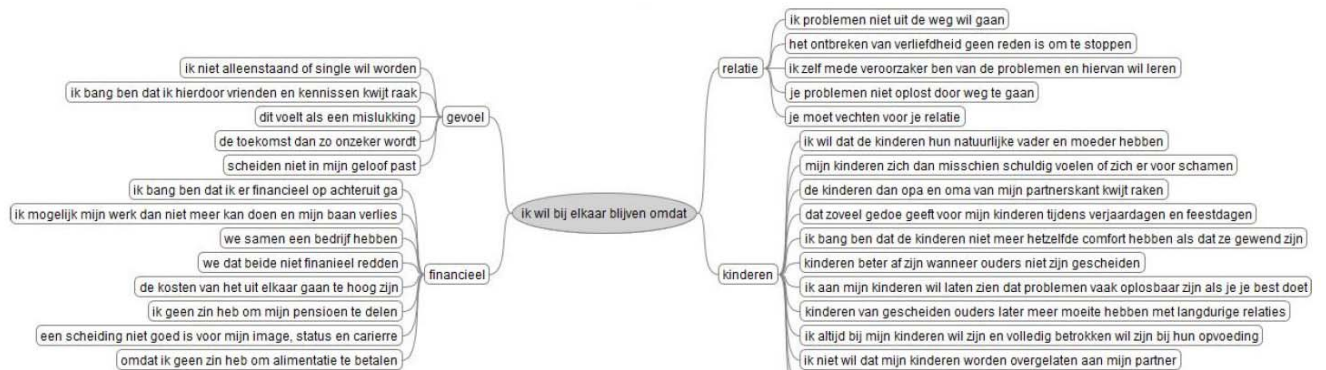 ik wil bij elkaar blijven omdat
gevoel
ik niet alleenstaand of single wil worden
ik bang ben dat ik hierdoor vrienden en kennissen kwijt raak
dit voelt als een mislukking
de toekomst dan zo onzeker wordt
scheiden niet in mijn geloof past
financieel
ik bang ben dat ik er financieel op achteruit ga
ik mogelijk mijn werk dan niet meer kan doen en mijn baan verlies
we samen een bedrijf hebben
we dat beide niet finanieel redden
de kosten van het uit elkaar gaan te hoog zijn
ik geen zin heb om mijn pensioen te delen
een scheiding niet goed is voor mijn image, status en carierre
omdat ik geen zin heb om alimentatie te betalen
relatie
ik problemen niet uit de weg wil gaan
het ontbreken van verliefdheid geen reden is om te stoppen
ik zelf mede veroorzaker ben van de problemen en hiervan wil leren
je problemen niet oplost door weg te gaan
je moet vechten voor je relatie
kinderen
ik wil dat de kinderen hun natuurlijke vader en moeder hebben
mijn kinderen zich dan misschien schuldig voelen of zich er voor schamen
de kinderen dan opa en oma van mijn partnerskant kwijt raken
dat zoveel gedoe geeft voor mijn kinderen tijdens verjaardagen en feestdagen
ik bang ben dat de kinderen niet meer hetzelfde comfort hebben als dat ze gewend zijn
kinderen beter af zijn wanneer ouders niet zijn gescheiden
ik aan mijn kinderen wil laten zien dat problemen vaak oplosbaar zijn als je je best doet
kinderen van gescheiden ouders later meer moeite hebben met langdurige relaties
ik altijd bij mijn kinderen wil zijn en volledig betrokken wil zijn bij hun opvoeding
ik niet wil dat mijn kinderen worden overgelaten aan mijn partner